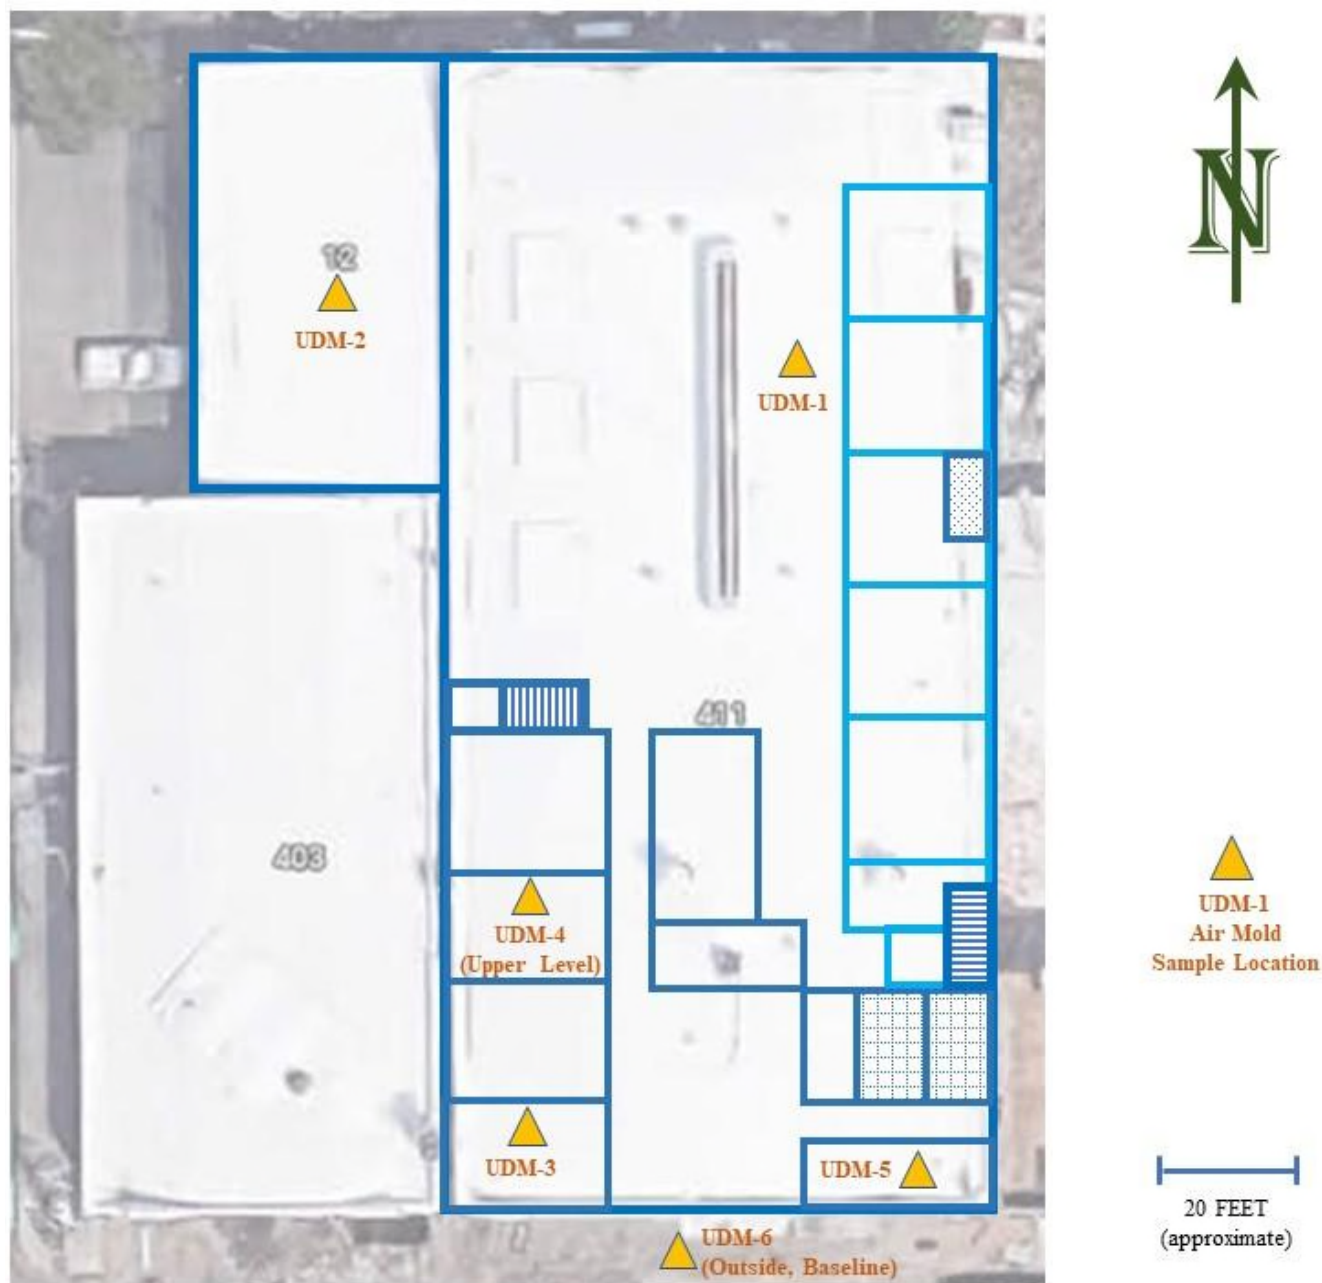 12
UDM-2
UDM-1
N
411
403
UDM-4
(Upper Level)
UDM-3
UDM-5
UDM-6
(Outside, Baseline)
UDM-1
Air Mold
Sample Location
20 FEET
(approximate)